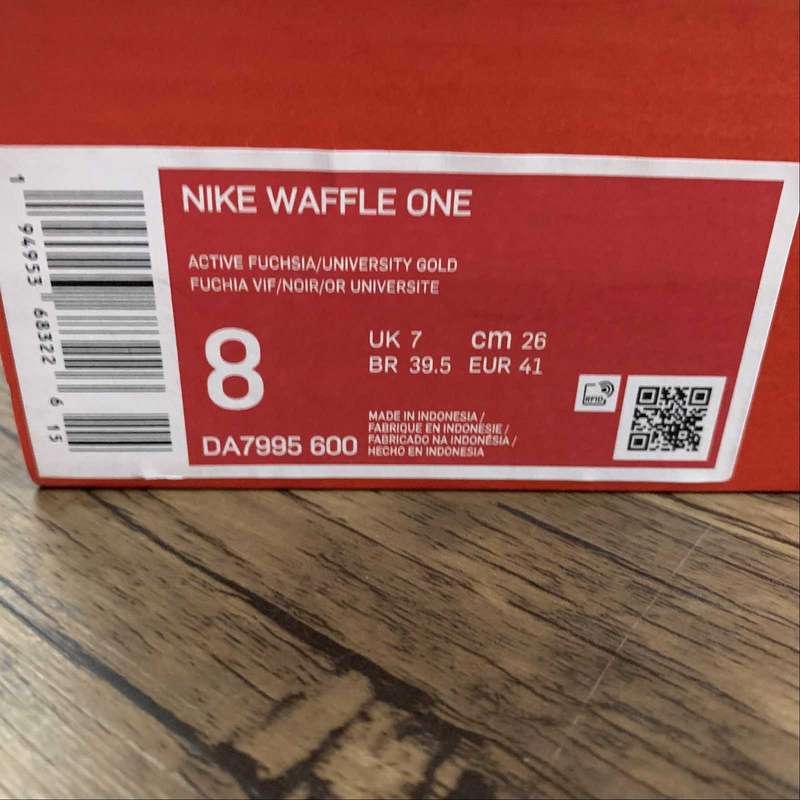 NIKE WAFFLE ONE
ACTIVE FUCHSIA/UNIVERSITY GOLD
FUCHIA VIF/NOIR/OR UNIVERSITE
8
UK 7 cm 26
BR 39.5 EUR 41
DA7995 600
MADE IN INDONESIA /
FABRIQUE EN INDONÉSIE /
FABRICADO NA INDONÉSIA /
HECHO EN INDONESIA
RFID
1 94953 68322 6 15